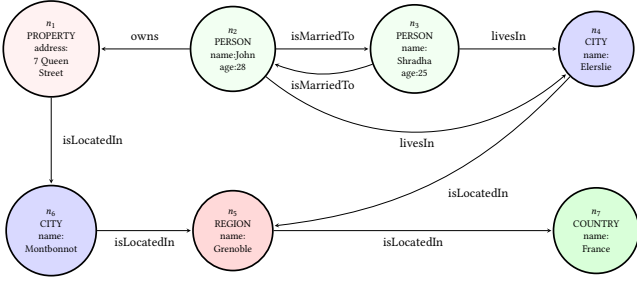 n1
PROPERTY
address:
7 Queen
Street
owns
n2
PERSON
name:John
age:28
isMarriedTo
isMarriedTo
n3
PERSON
name:
Shradha
age:25
livesIn
n4
CITY
name:
Elerslie
livesIn
isLocatedIn
isLocatedIn
n6
CITY
name:
Montbonnot
isLocatedIn
n5
REGION
name:
Grenoble
isLocatedIn
n7
COUNTRY
name:
France